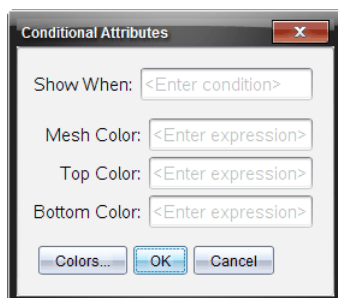 Conditional Attributes
Show When: <Enter condition>
Mesh Color: <Enter expression>
Top Color: <Enter expression>
Bottom Color: <Enter expression>
Colors... OK Cancel